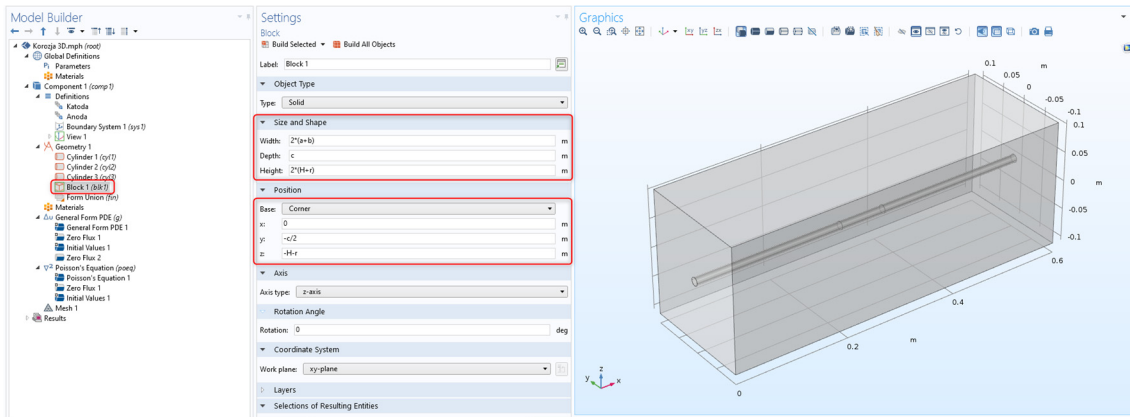 Model Builder
Korozja 3D.mph (root)
Global Definitions
Pi Parameters
Materials
Component 1 (comp1)
Definitions
Katoda
Anoda
Boundary System 1 (sys1)
View 1
Geometry 1
Cylinder 1 (cyl1)
Cylinder 2 (cyl2)
Cylinder 3 (cyl3)
Block 1 (blk1)
Form Union (fin)
Materials
Δu General Form PDE (g)
General Form PDE 1
Zero Flux 1
Initial Values 1
Zero Flux 2
∇² Poisson's Equation (poeq)
Poisson's Equation 1
Zero Flux 1
Initial Values 1
Mesh 1
Results
Settings
Block
Build Selected
Build All Objects
Label: Block 1
Object Type
Type: Solid
Size and Shape
Width: 2*(a+b) m
Depth: c m
Height: 2*(H+r) m
Position
Base: Corner
x: 0 m
y: -c/2 m
z: -H-r m
Axis
Axis type: z-axis
Rotation Angle
Rotation: 0 deg
Coordinate System
Work plane: xy-plane
Layers
Selections of Resulting Entities
Graphics
0.1
m
0.05
0
-0.05
-0.1
0.1
0.05
0
m
-0.05
-0.1
0.6
0.4
m
0.2
0
z
y
x